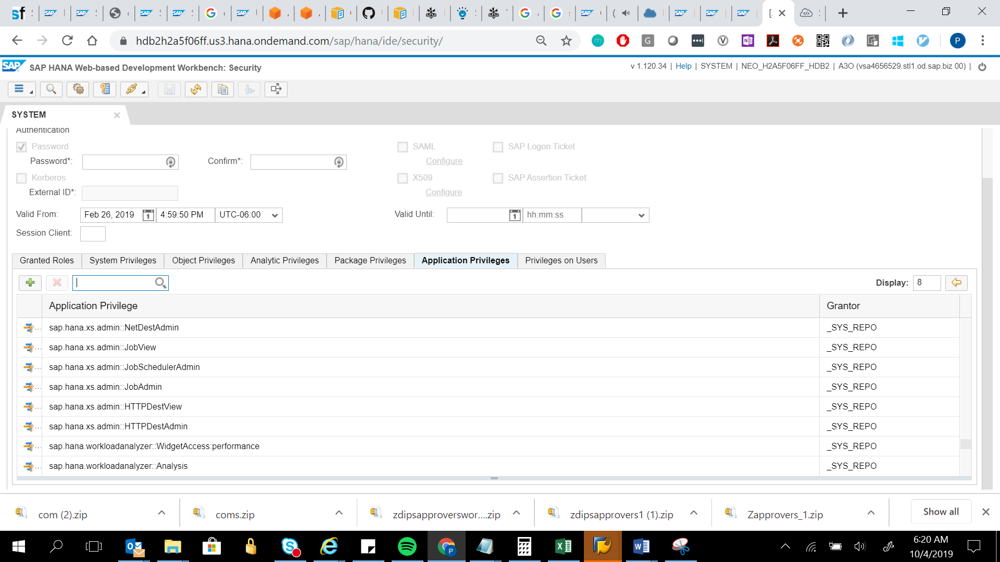 hdb2h2a5f06ff.us3.hana.ondemand.com/sap/hana/ide/security/
SAP SAP HANA Web-based Development Workbench: Security
v 1.120.34 | Help | SYSTEM | NEO_H2A5F06FF_HDB2 | A3O (vsa4656529.stl1.od.sap.biz 00) |
SYSTEM
Authentication
Password SAML SAP Logon Ticket
Password*: Confirm*: Configure
Kerberos X509 SAP Assertion Ticket
External ID*: Configure
Valid From: Feb 26, 2019 4:59:50 PM UTC-06:00 Valid Until: hh:mm:ss
Session Client:
Granted Roles System Privileges Object Privileges Analytic Privileges Package Privileges Application Privileges Privileges on Users
Display: 8
Application Privilege Grantor
sap.hana.xs.admin::NetDestAdmin _SYS_REPO
sap.hana.xs.admin::JobView _SYS_REPO
sap.hana.xs.admin::JobSchedulerAdmin _SYS_REPO
sap.hana.xs.admin::JobAdmin _SYS_REPO
sap.hana.xs.admin::HTTPDestView _SYS_REPO
sap.hana.xs.admin::HTTPDestAdmin _SYS_REPO
sap.hana.workloadanalyzer::WidgetAccess:performance _SYS_REPO
sap.hana.workloadanalyzer::Analysis _SYS_REPO
com (2).zip coms.zip zdipsapproverswor....zip zdipsapprovers1 (1).zip Zapprovers_1.zip Show all
6:20 AM
10/4/2019